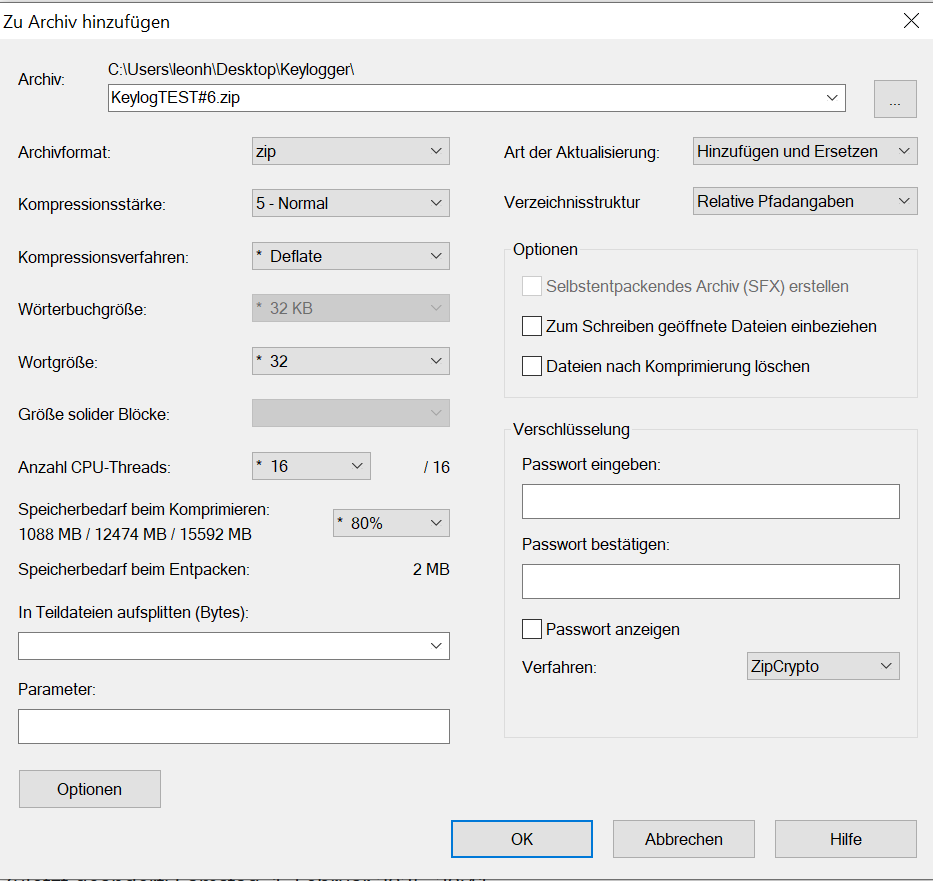 Zu Archiv hinzufügen
Archiv:
C:\Users\leonh\Desktop\Keylogger\
KeylogTEST#6.zip
...
Archivformat:
zip
Kompressionsstärke:
5 - Normal
Kompressionsverfahren:
* Deflate
Wörterbuchgröße:
* 32 KB
Wortgröße:
* 32
Größe solider Blöcke:
Anzahl CPU-Threads:
* 16
/ 16
Speicherbedarf beim Komprimieren:
1088 MB / 12474 MB / 15592 MB
* 80%
Speicherbedarf beim Entpacken:
2 MB
In Teildateien aufsplitten (Bytes):
Parameter:
Optionen
Art der Aktualisierung:
Hinzufügen und Ersetzen
Verzeichnisstruktur
Relative Pfadangaben
Optionen
Selbstentpackendes Archiv (SFX) erstellen
Zum Schreiben geöffnete Dateien einbeziehen
Dateien nach Komprimierung löschen
Verschlüsselung
Passwort eingeben:
Passwort bestätigen:
Passwort anzeigen
Verfahren:
ZipCrypto
OK
Abbrechen
Hilfe